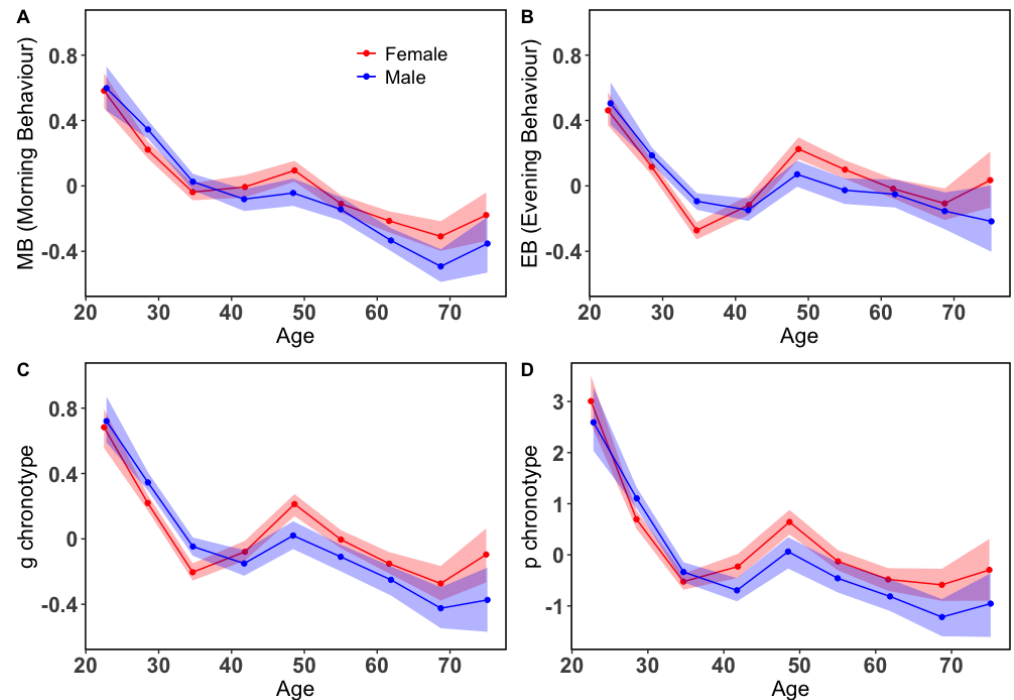 A
MB (Morning Behaviour)
0.8
0.4
0
-0.4
Female
Male
20 30 40 50 60 70
Age
B
EB (Evening Behaviour)
0.8
0.4
0
-0.4
20 30 40 50 60 70
Age
C
g chronotype
0.8
0.4
0
-0.4
20 30 40 50 60 70
Age
D
p chronotype
3
2
1
0
-1
20 30 40 50 60 70
Age